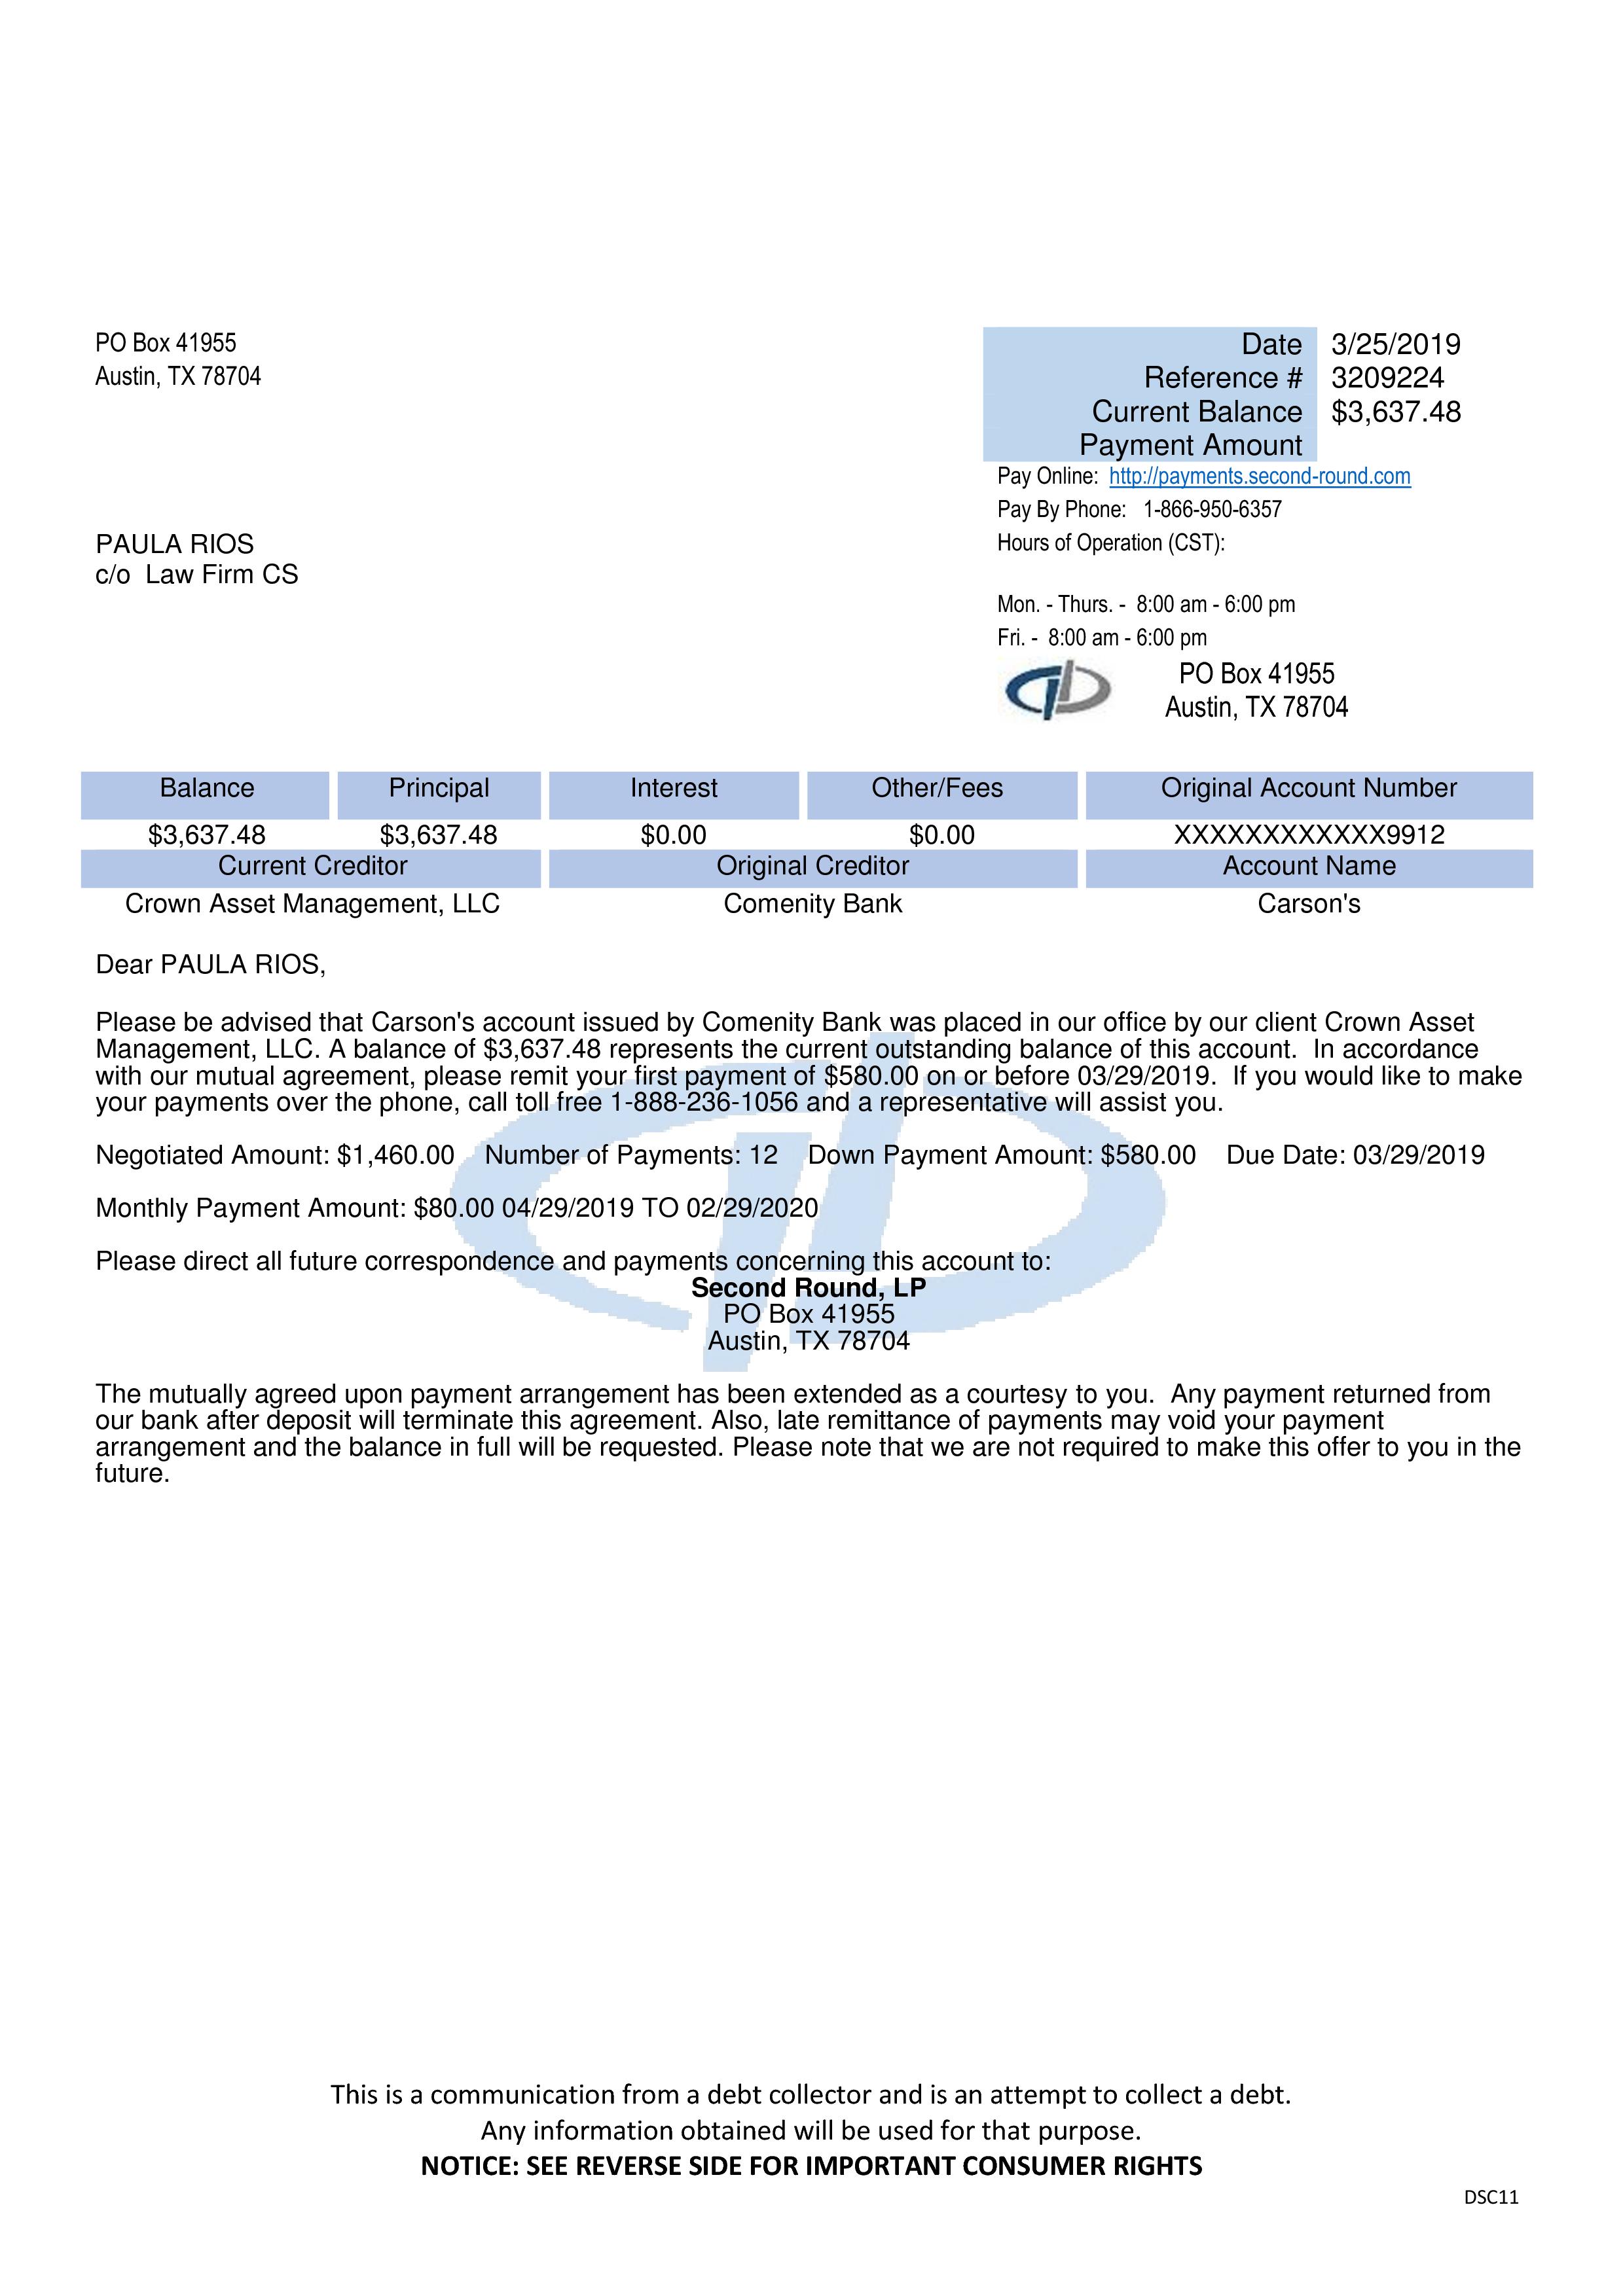 PO Box 41955
Austin, TX 78704
Date 3/25/2019
Reference # 3209224
Current Balance $3,637.48
Payment Amount
Pay Online: http://payments.second-round.com
Pay By Phone: 1-866-950-6357
Hours of Operation (CST):
PAULA RIOS
c/o Law Firm CS
Mon. - Thurs. - 8:00 am - 6:00 pm
Fri. - 8:00 am - 6:00 pm
PO Box 41955
Austin, TX 78704
Balance Principal Interest Other/Fees Original Account Number
$3,637.48 $3,637.48 $0.00 $0.00 XXXXXXXXXXXX9912
Current Creditor Original Creditor Account Name
Crown Asset Management, LLC Comenity Bank Carson's
Dear PAULA RIOS,
Please be advised that Carson's account issued by Comenity Bank was placed in our office by our client Crown Asset
Management, LLC. A balance of $3,637.48 represents the current outstanding balance of this account. In accordance
with our mutual agreement, please remit your first payment of $580.00 on or before 03/29/2019. If you would like to make
your payments over the phone, call toll free 1-888-236-1056 and a representative will assist you.
Negotiated Amount: $1,460.00 Number of Payments: 12 Down Payment Amount: $580.00 Due Date: 03/29/2019
Monthly Payment Amount: $80.00 04/29/2019 TO 02/29/2020
Please direct all future correspondence and payments concerning this account to:
Second Round, LP
PO Box 41955
Austin, TX 78704
The mutually agreed upon payment arrangement has been extended as a courtesy to you. Any payment returned from
our bank after deposit will terminate this agreement. Also, late remittance of payments may void your payment
arrangement and the balance in full will be requested. Please note that we are not required to make this offer to you in the
future.
This is a communication from a debt collector and is an attempt to collect a debt.
Any information obtained will be used for that purpose.
NOTICE: SEE REVERSE SIDE FOR IMPORTANT CONSUMER RIGHTS
DSC11